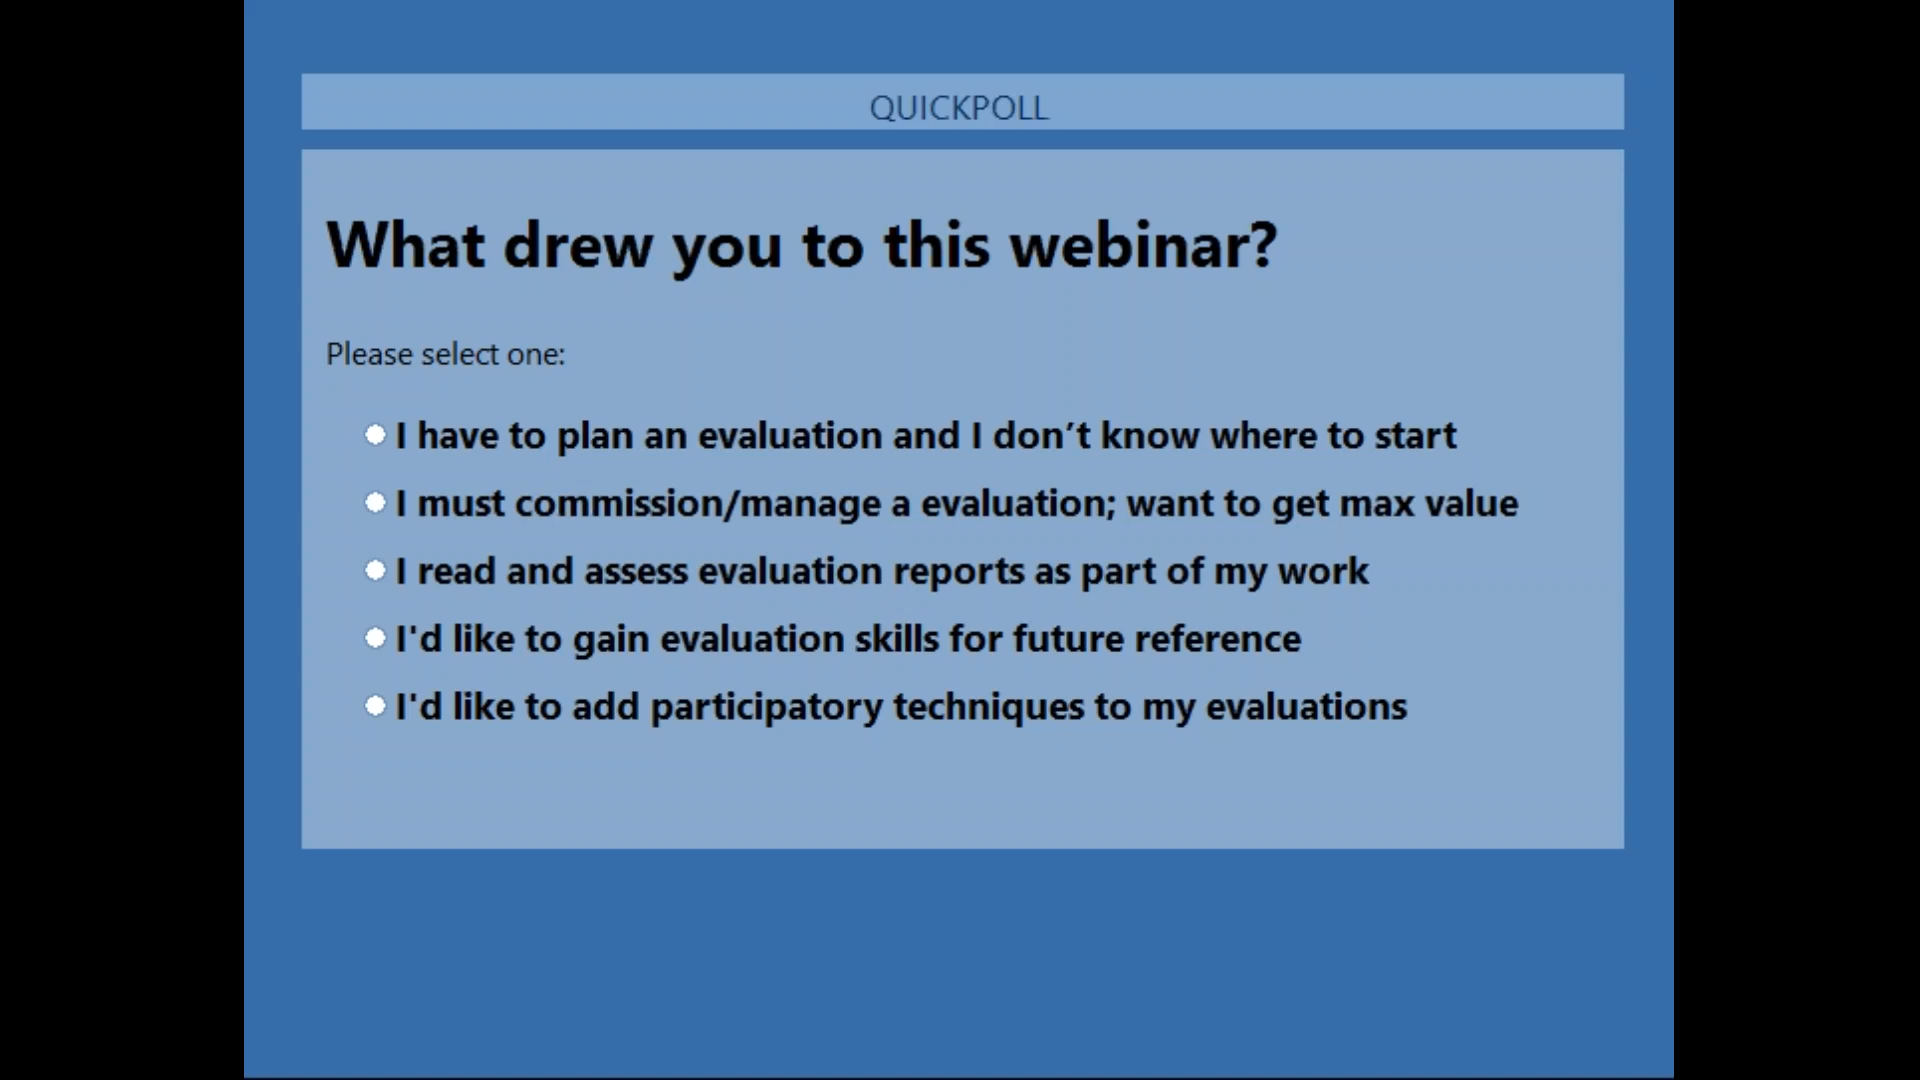 QUICKPOLL
What drew you to this webinar?
Please select one:
I have to plan an evaluation and I don’t know where to start
I must commission/manage a evaluation; want to get max value
I read and assess evaluation reports as part of my work
I'd like to gain evaluation skills for future reference
I'd like to add participatory techniques to my evaluations